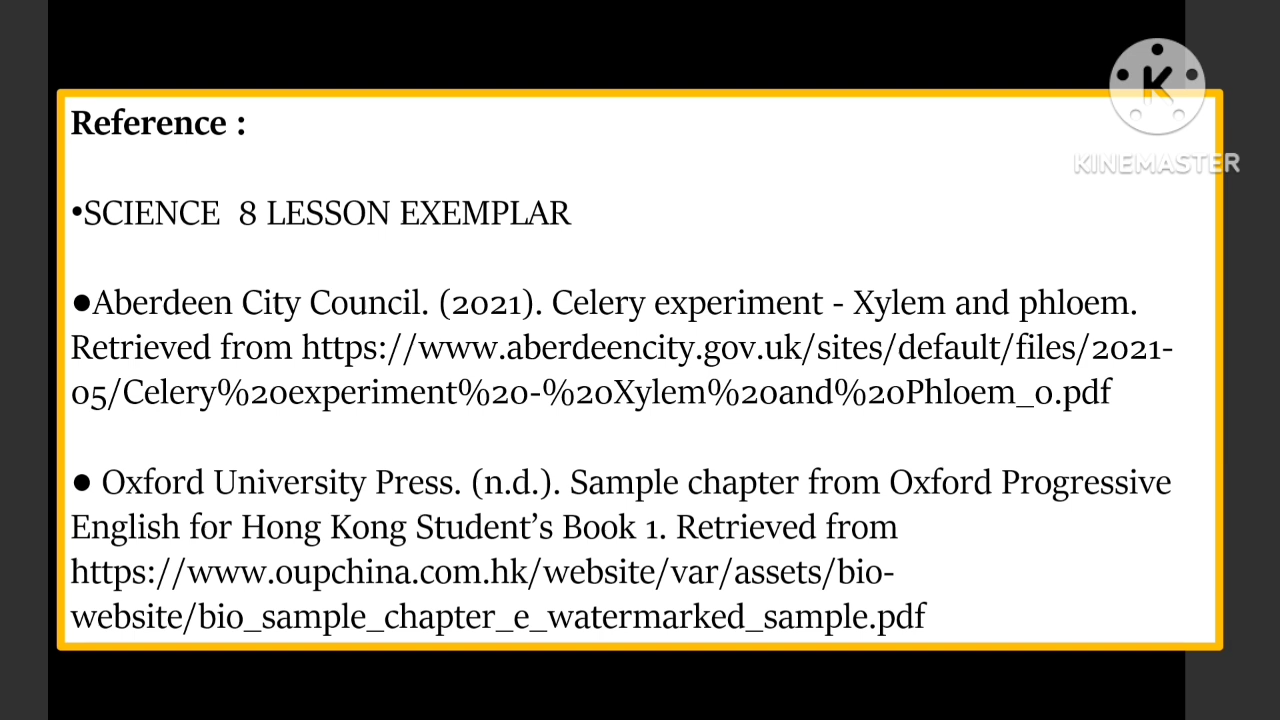 Reference :
•SCIENCE  8 LESSON EXEMPLAR
●Aberdeen City Council. (2021). Celery experiment - Xylem and phloem.
Retrieved from https://www.aberdeencity.gov.uk/sites/default/files/2021-
05/Celery%20experiment%20-%20Xylem%20and%20Phloem_0.pdf
● Oxford University Press. (n.d.). Sample chapter from Oxford Progressive
English for Hong Kong Student’s Book 1. Retrieved from
https://www.oupchina.com.hk/website/var/assets/bio-
website/bio_sample_chapter_e_watermarked_sample.pdf
K
KINEMASTER